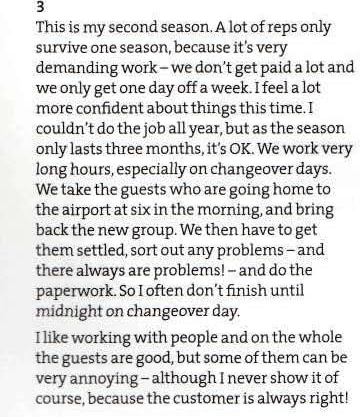 3
This is my second season. A lot of reps only
survive one season, because it's very
demanding work – we don't get paid a lot and
we only get one day off a week. I feel a lot
more confident about things this time. I
couldn't do the job all year, but as the season
only lasts three months, it's OK. We work very
long hours, especially on changeover days.
We take the guests who are going home to
the airport at six in the morning, and bring
back the new group. We then have to get
them settled, sort out any problems – and
there always are problems! – and do the
paperwork. So I often don't finish until
midnight on changeover day.
I like working with people and on the whole
the guests are good, but some of them can be
very annoying – although I never show it of
course, because the customer is always right!